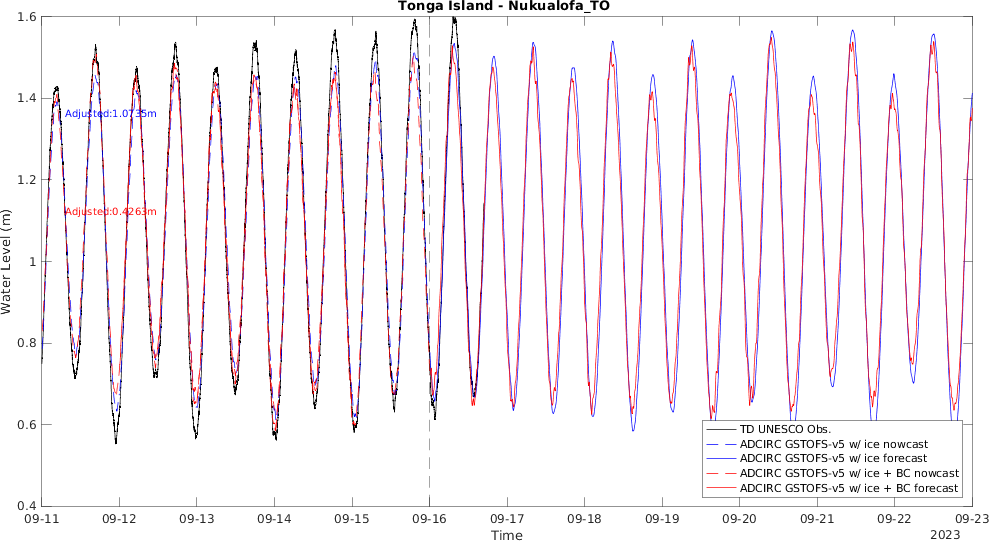 Tonga Island - Nukualofa_TO
1.6
1.4
1.2
1
0.8
0.6
0.4
Water Level (m)
Adjusted:1.0735m
Adjusted:0.4263m
TD UNESCO Obs.
ADCIRC GSTOFS-v5 w/ ice nowcast
ADCIRC GSTOFS-v5 w/ ice forecast
ADCIRC GSTOFS-v5 w/ ice + BC nowcast
ADCIRC GSTOFS-v5 w/ ice + BC forecast
09-11 09-12 09-13 09-14 09-15 09-16 09-17 09-18 09-19 09-20 09-21 09-22 09-23
Time
2023